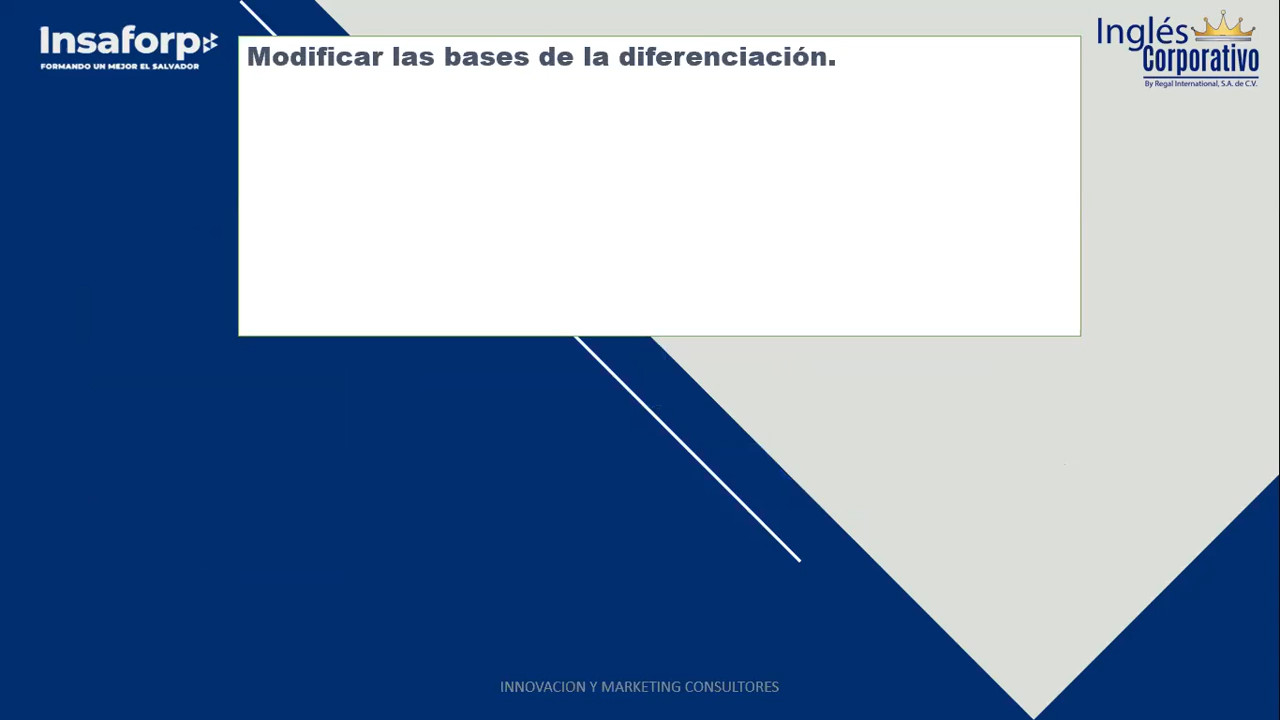 Insaforp
FORMANDO UN MEJOR EL SALVADOR
Modificar las bases de la diferenciación.
Inglés
Corporativo
By Regal International, S.A. de C.V.
INNOVACION Y MARKETING CONSULTORES